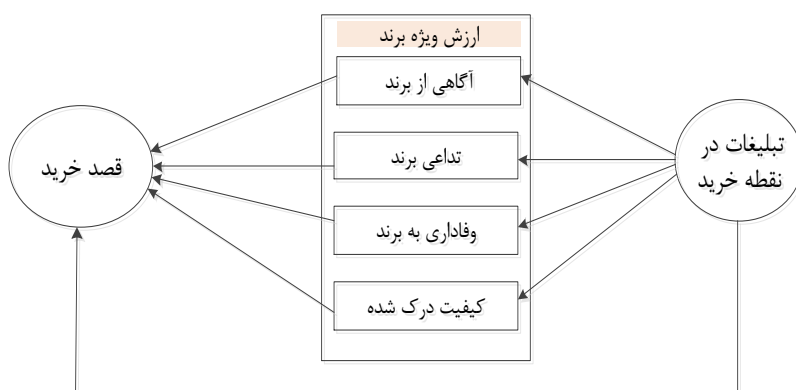 ارزش ویژه برند
آگاهی از برند
تداعی برند
وفاداری به برند
کیفیت درک شده
تبلیغات در
نقطه خرید
قصد خرید